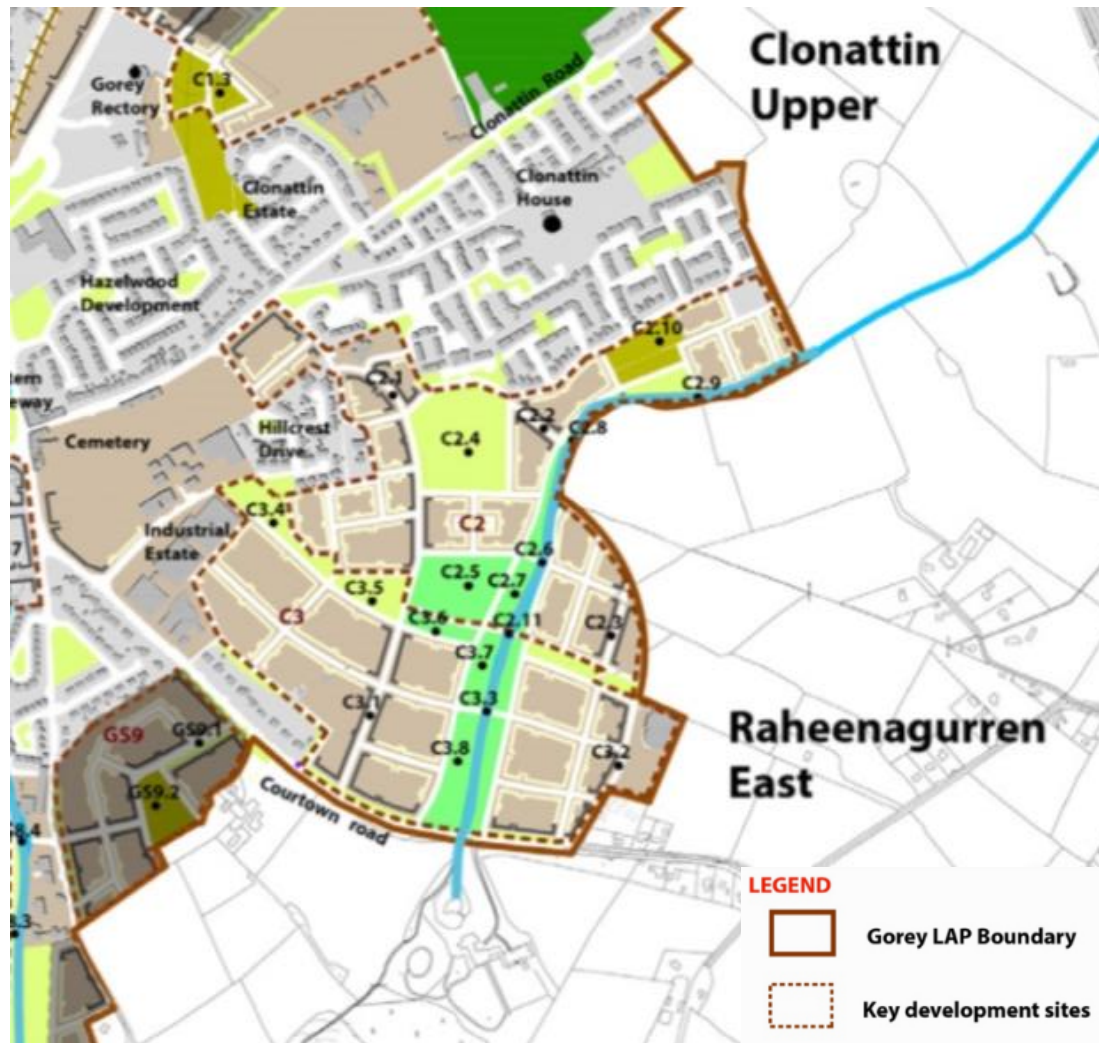 Clonattin
Upper
C1.3
Gorey
Rectory
Clonattin Road
Clonattin
House
Clonattin
Estate
Hazelwood
Development
C2.10
C2.1
C2.9
C2.2
C2.8
Cemetery
Hillcrest
Drive
C2.4
C3.4
C2
Industrial
Estate
C2.6
C2.5
C2.7
C3.5
C3
C3.6
C2.11
C2.3
C3.7
C3.3
C3.1
Raheenagurren
East
GS9
GS9.1
C3.8
C3.2
GS9.2
Courtown road
LEGEND
Gorey LAP Boundary
Key development sites